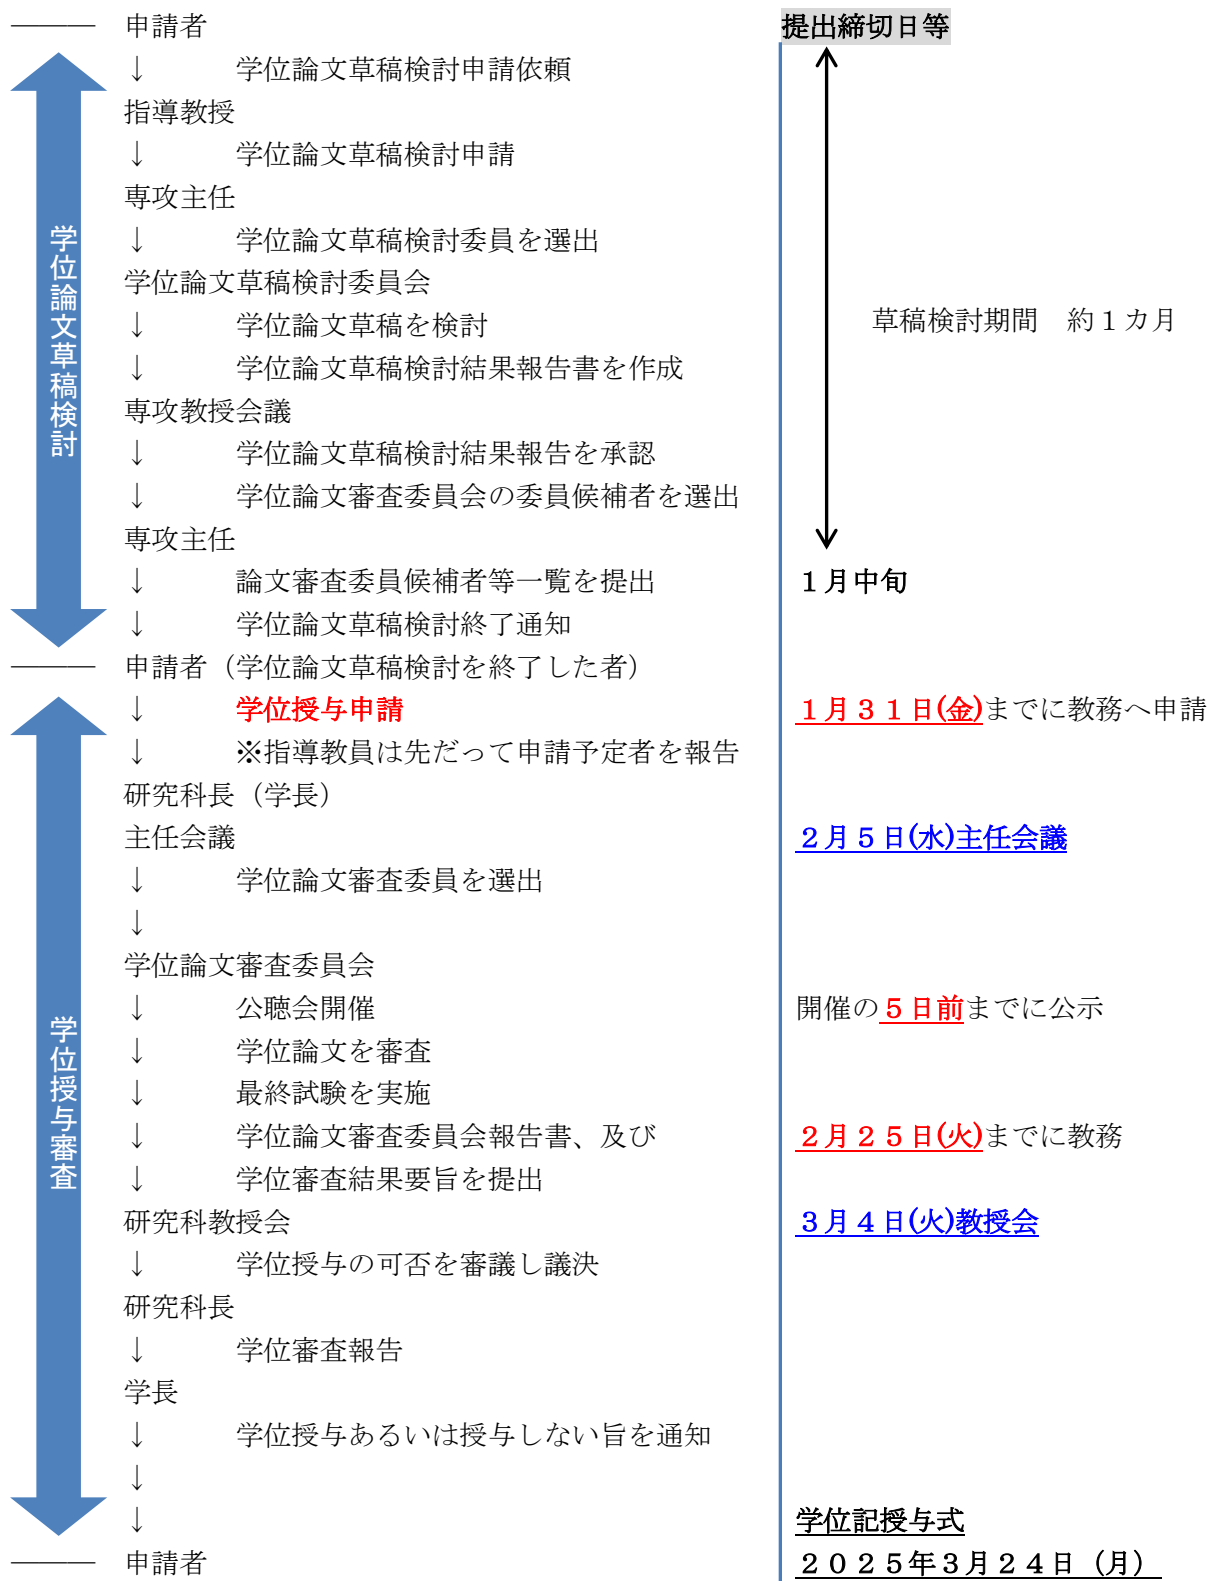 ――― 申請者 提出締切日等
↓ 学位論文草稿検討申請依頼
指導教授
↓ 学位論文草稿検討申請
専攻主任
↓ 学位論文草稿検討委員を選出
学位論文草稿検討委員会
↓ 学位論文草稿を検討 草稿検討期間 約1カ月
↓ 学位論文草稿検討結果報告書を作成
専攻教授会議
↓ 学位論文草稿検討結果報告を承認
↓ 学位論文審査委員会の委員候補者を選出
専攻主任
↓ 論文審査委員候補者等一覧を提出 1月中旬
↓ 学位論文草稿検討終了通知
学位論文草稿検討
――― 申請者(学位論文草稿検討を終了した者)
↓ 学位授与申請 1月31日(金)までに教務へ申請
↓ ※指導教員は先だって申請予定者を報告
研究科長(学長)
主任会議 2月5日(水)主任会議
↓ 学位論文審査委員を選出
↓
学位論文審査委員会
↓ 公聴会開催 開催の5日前までに公示
↓ 学位論文を審査
↓ 最終試験を実施
↓ 学位論文審査委員会報告書、及び 2月25日(火)までに教務
↓ 学位審査結果要旨を提出
研究科教授会 3月4日(火)教授会
↓ 学位授与の可否を審議し議決
研究科長
↓ 学位審査報告
学長
↓ 学位授与あるいは授与しない旨を通知
↓
↓ 学位記授与式
学位授与審査
――― 申請者 2025年3月24日(月)